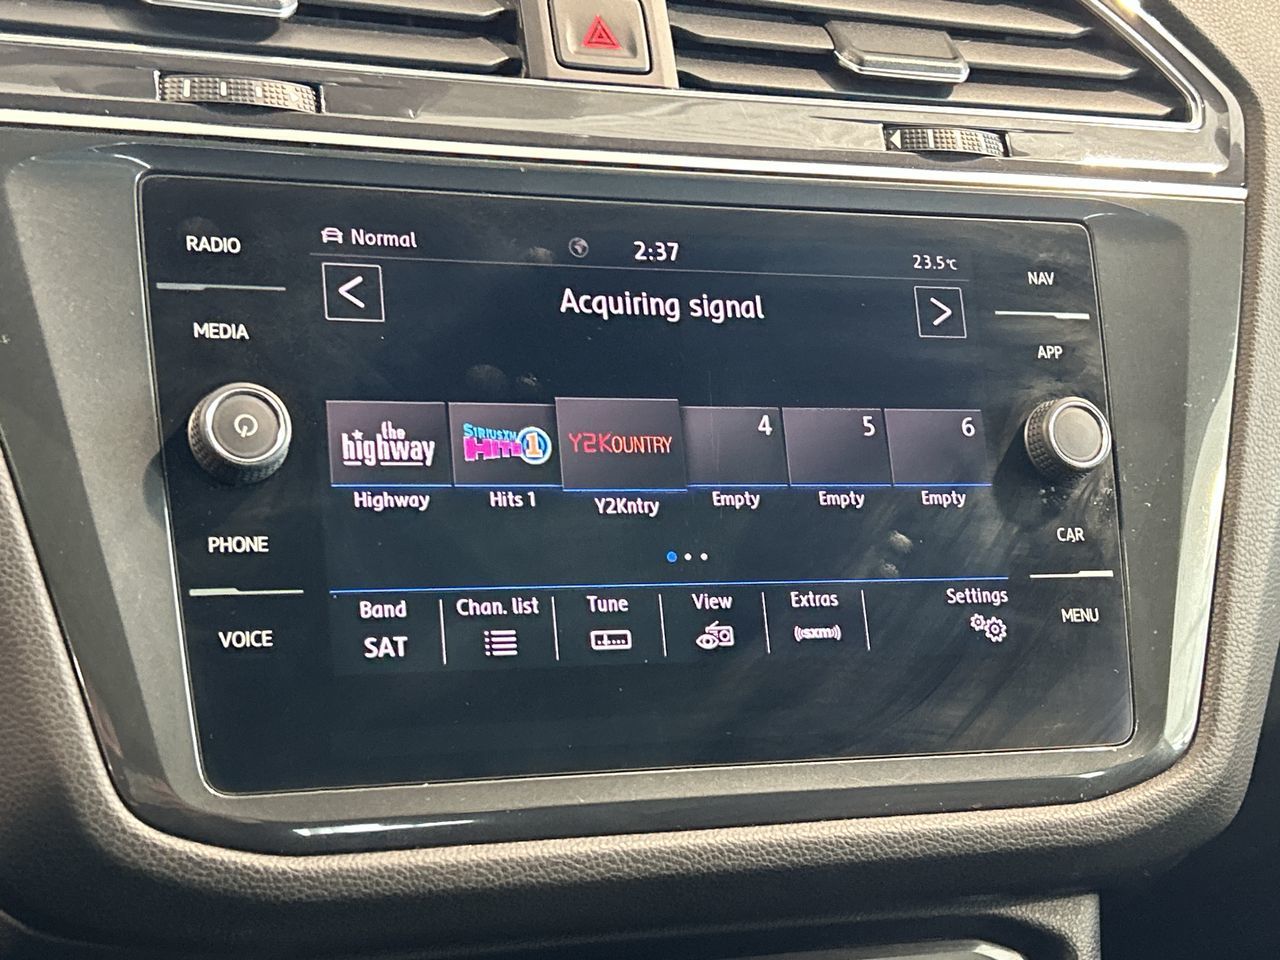 RADIO
MEDIA
PHONE
VOICE
Normal
2:37
23.5°C
<
Acquiring signal
>
the highway
SIRIUSXM HITS 1
Y2KOUNTRY
4
5
6
Highway
Hits 1
Y2Kntry
Empty
Empty
Empty
Band
Chan. list
Tune
View
Extras
Settings
SAT
((SXM))
NAV
APP
CAR
MENU